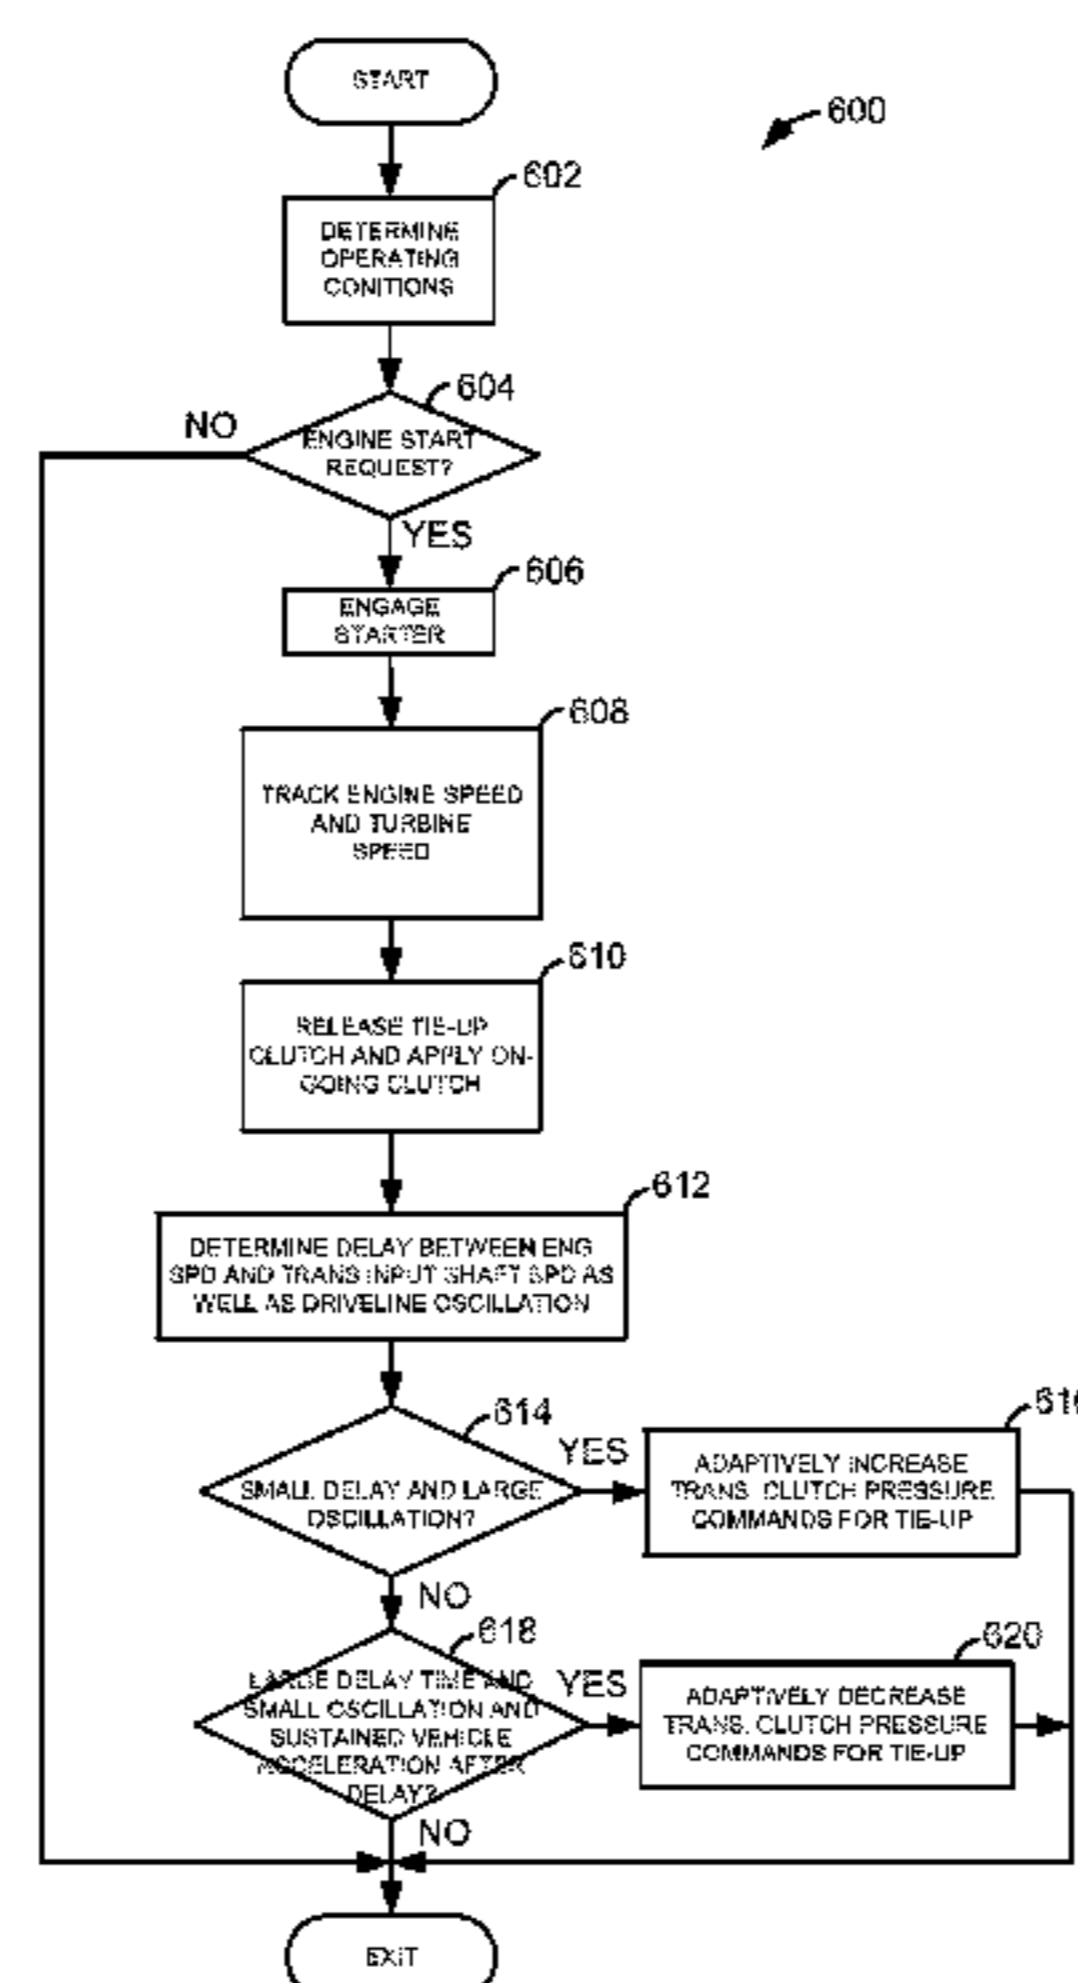 START
600
602
DETERMINE
OPERATING
CONITIONS
604
NO
ENGINE START
REQUEST?
YES
606
ENGAGE
STARTER
608
TRACK ENGINE SPEED
AND TURBINE
SPEED
610
RELEASE TIE-UP
CLUTCH AND APPLY ON-
GOING CLUTCH
612
DETERMINE DELAY BETWEEN ENG
SPD AND TRANS INPUT SHAFT SPD AS
WELL AS DRIVELINE OSCILLATION
614
SMALL DELAY AND LARGE
OSCILLATION?
YES
616
ADAPTIVELY INCREASE
TRANS. CLUTCH PRESSURE
COMMANDS FOR TIE-UP
NO
618
LARGE DELAY TIME AND
SMALL OSCILLATION AND
SUSTAINED VEHICLE
ACCELERATION AFTER
DELAY?
YES
620
ADAPTIVELY DECREASE
TRANS. CLUTCH PRESSURE
COMMANDS FOR TIE-UP
NO
EXIT